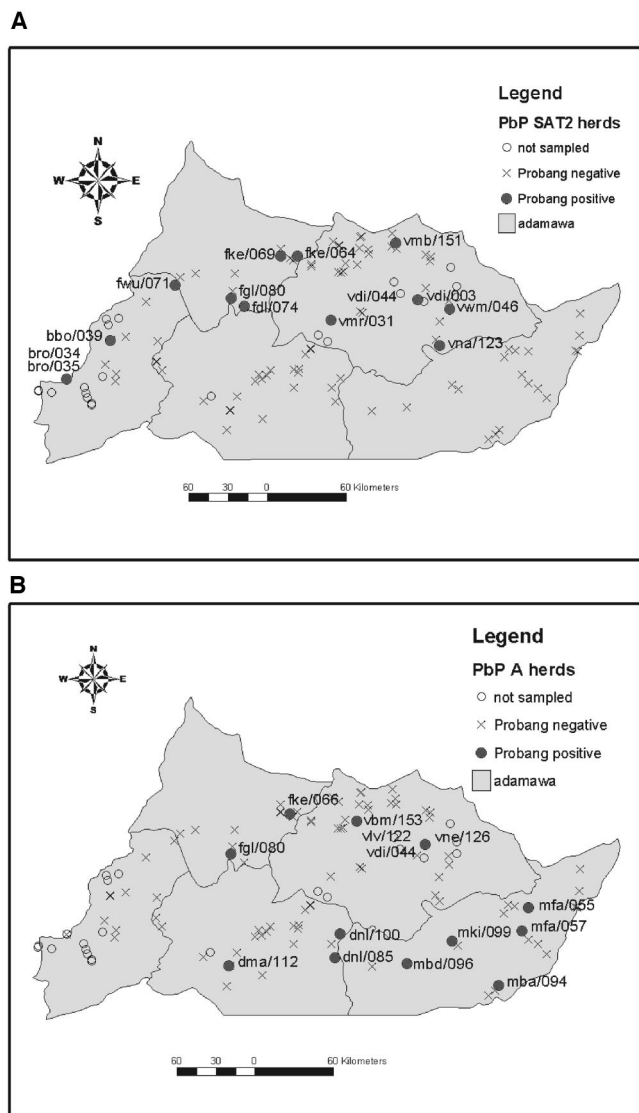 A
Legend
PbP SAT2 herds
not sampled
Probang negative
Probang positive
adamawa
N
W E
S
vmb/151
fke/069 fke/064
fwu/071
fgl/080
fdl/074
vdi/044 vdi/003
vwm/046
vmr/031
vna/123
bbo/039
bro/034
bro/035
60 30 0 60 Kilometers
B
Legend
PbP A herds
not sampled
Probang negative
Probang positive
adamawa
N
W E
S
fke/066
vbm/153
vlv/122
vne/126
vdi/044
fgl/080
mfa/055
mfa/057
dnl/100
mki/099
dnl/085
mbd/096
dma/112
mba/094
60 30 0 60 Kilometers